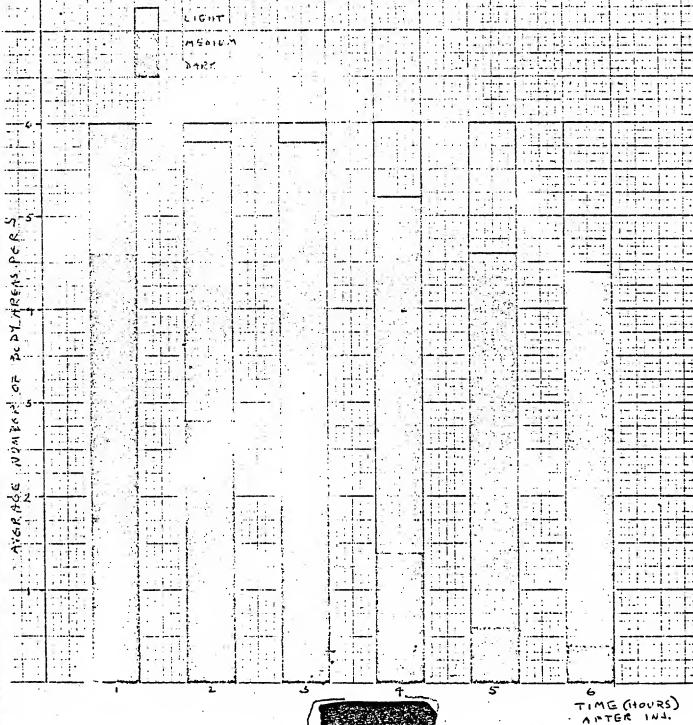 LIGHT
MEDIUM
DARK
6
5
4
3
2
1
AVERAGE NUMBER OF BODY AREAS PER S
1 2 3 4 5 6
TIME (HOURS)
AFTER INJ.